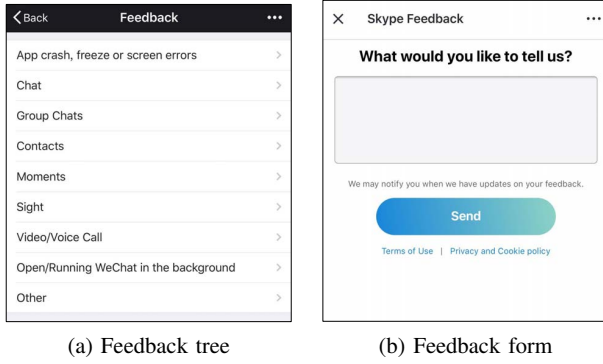 Back Feedback
App crash, freeze or screen errors
Chat
Group Chats
Contacts
Moments
Sight
Video/Voice Call
Open/Running WeChat in the background
Other
(a) Feedback tree
Skype Feedback
What would you like to tell us?
We may notify you when we have updates on your feedback.
Send
Terms of Use | Privacy and Cookie policy
(b) Feedback form